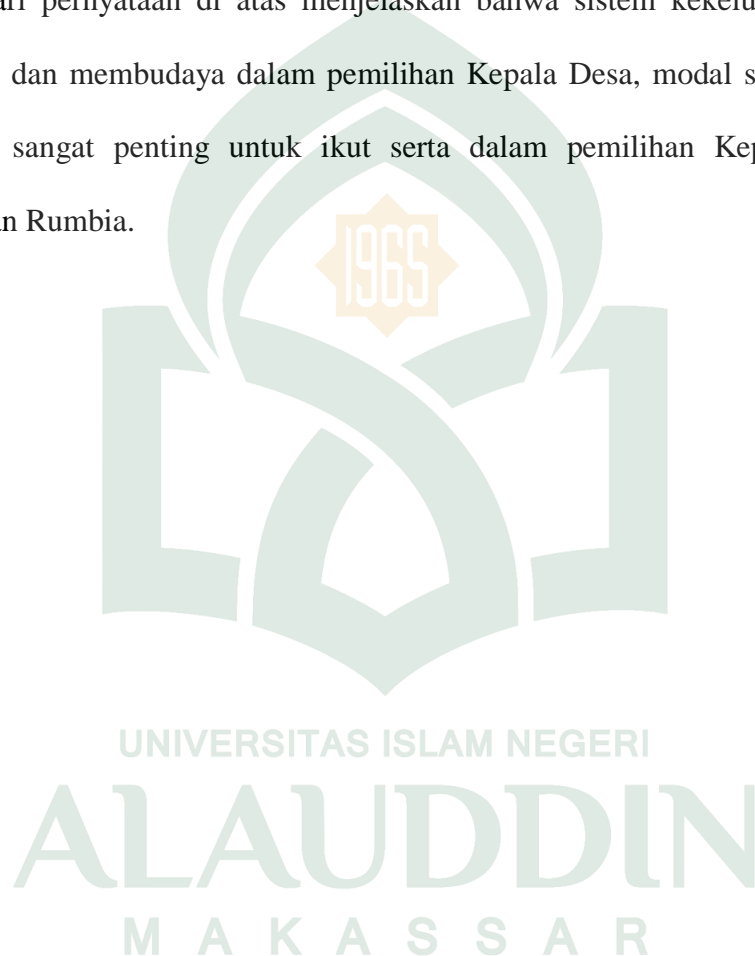 ari pernyataan di atas menjelaskan bahwa sistem kekelu
dan membudaya dalam pemilihan Kepala Desa, modal s
sangat penting untuk ikut serta dalam pemilihan Kep
an Rumbia.
1965
UNIVERSITAS ISLAM NEGERI
ALAUDDIN
MAKASSAR